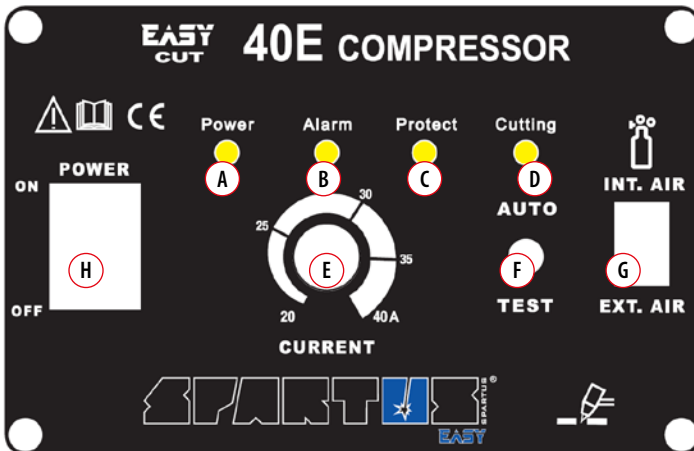 EASY
CUT
40E COMPRESSOR
CE
Power Alarm Protect Cutting
A B C D
POWER
ON
OFF
H
25
30
35
20
40A
E
CURRENT
AUTO
F
TEST
INT. AIR
G
EXT. AIR
SPARTUS®
SPARTUS
EASY